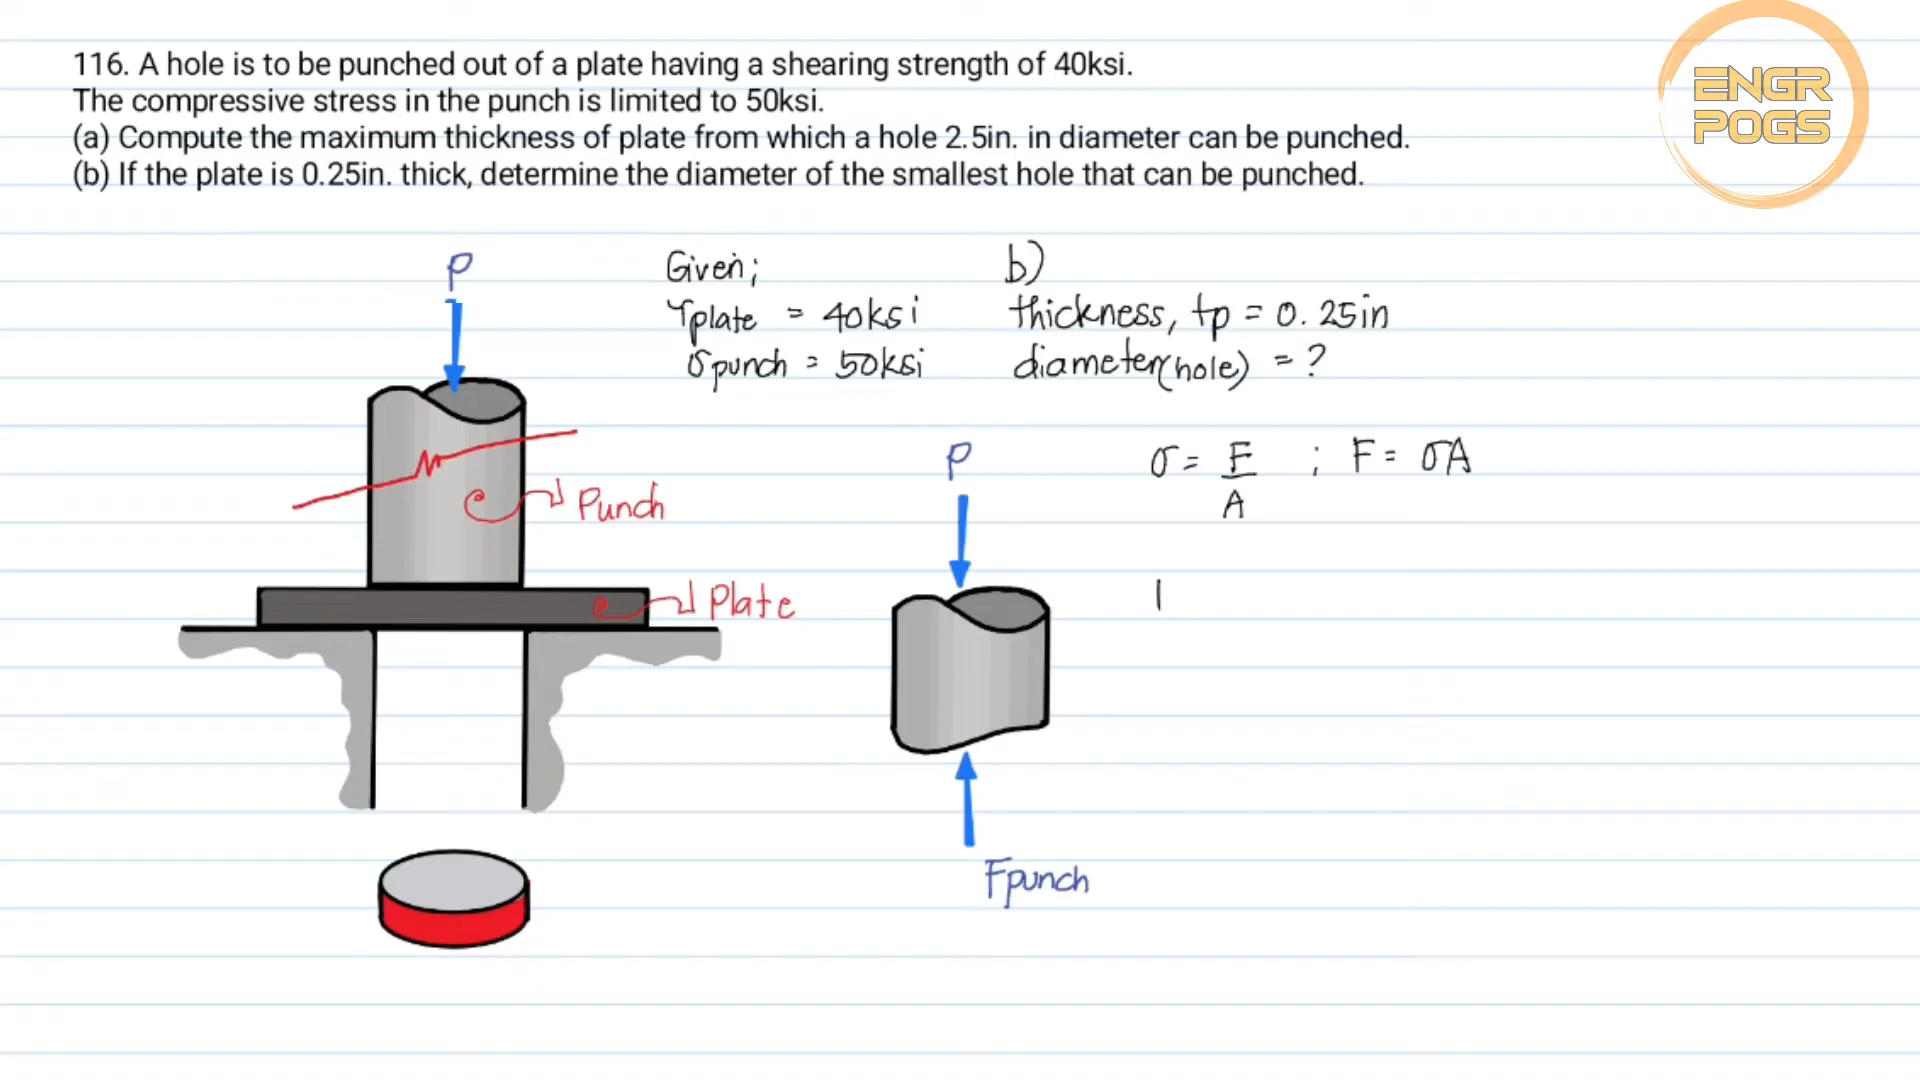 116. A hole is to be punched out of a plate having a shearing strength of 40ksi.
The compressive stress in the punch is limited to 50ksi.
(a) Compute the maximum thickness of plate from which a hole 2.5in. in diameter can be punched.
(b) If the plate is 0.25in. thick, determine the diameter of the smallest hole that can be punched.
ENGR
POGS
P
Given;
τplate = 40ksi
σpunch = 50ksi
b)
thickness, tp = 0.25in
diameter(hole) = ?
Punch
Plate
P
σ = F/A ; F = σA
Fpunch